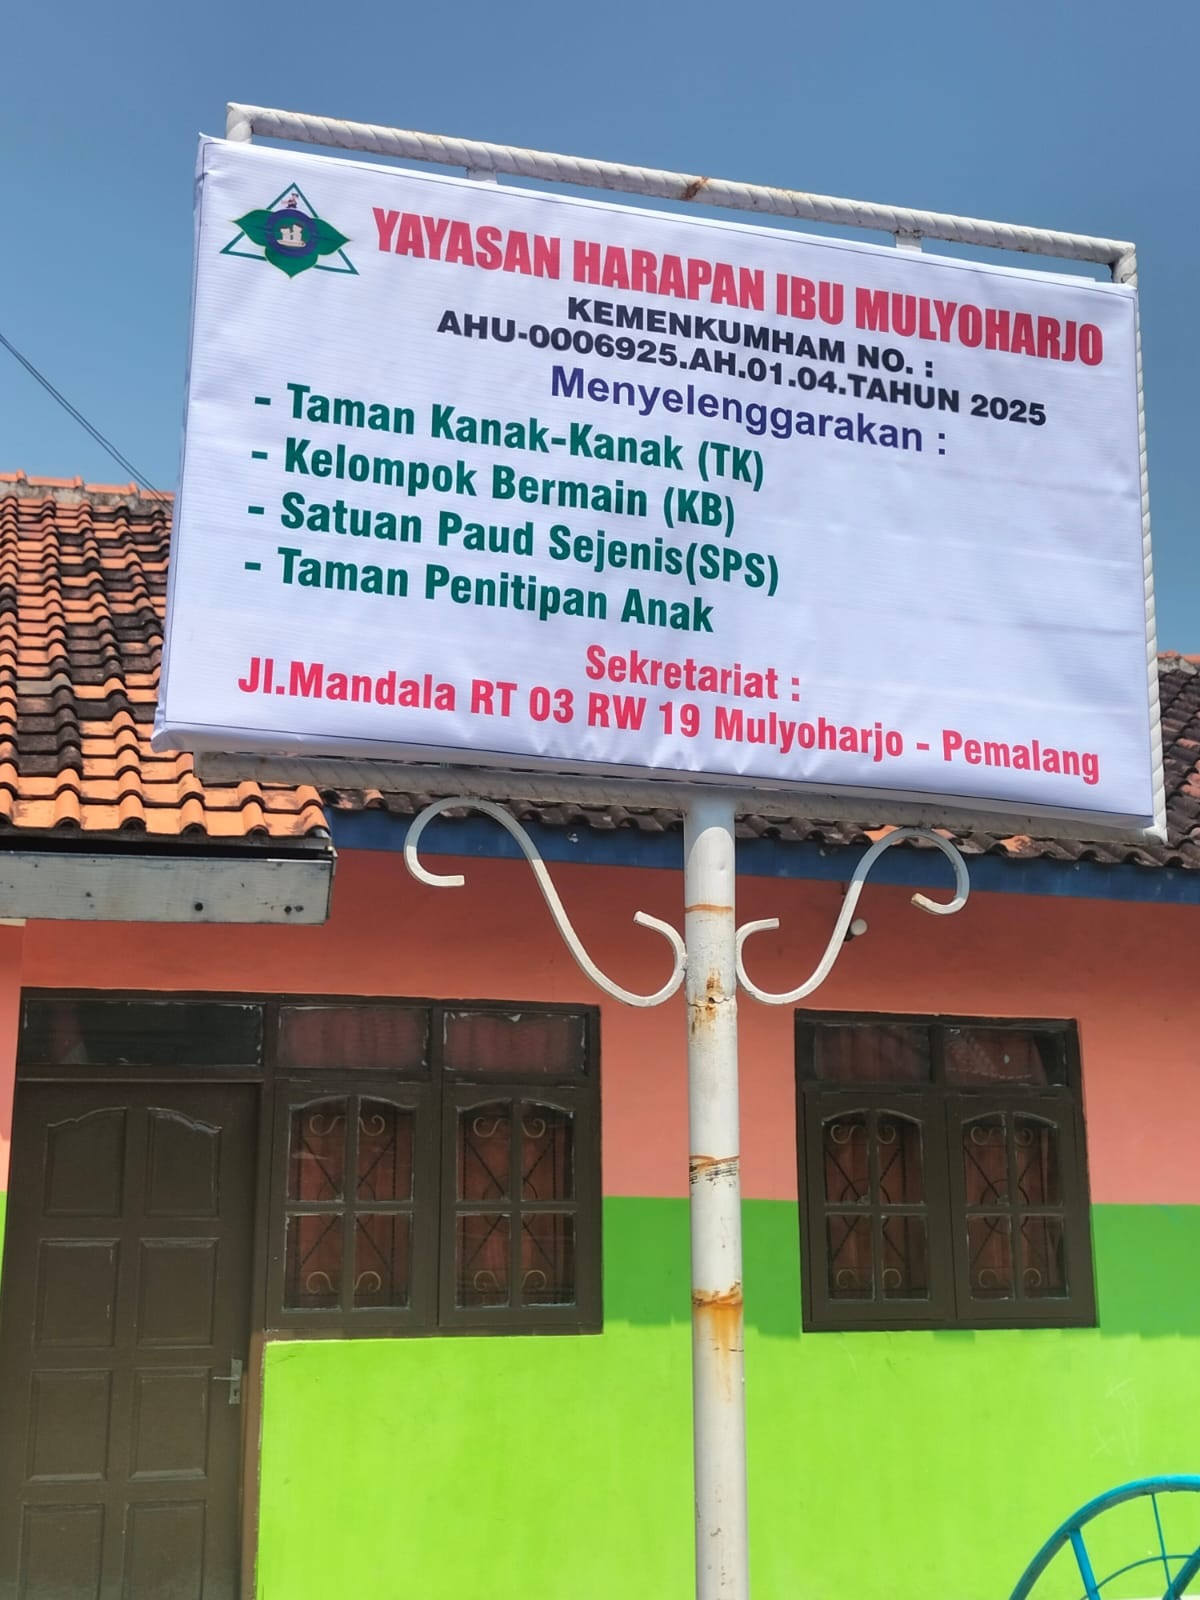 YAYASAN HARAPAN IBU MULYOHARJO
KEMENKUMHAM NO. :
AHU-0006925.AH.01.04.TAHUN 2025
Menyelenggarakan :
- Taman Kanak-Kanak (TK)
- Kelompok Bermain (KB)
- Satuan Paud Sejenis(SPS)
- Taman Penitipan Anak
Sekretariat :
Jl.Mandala RT 03 RW 19 Mulyoharjo - Pemalang